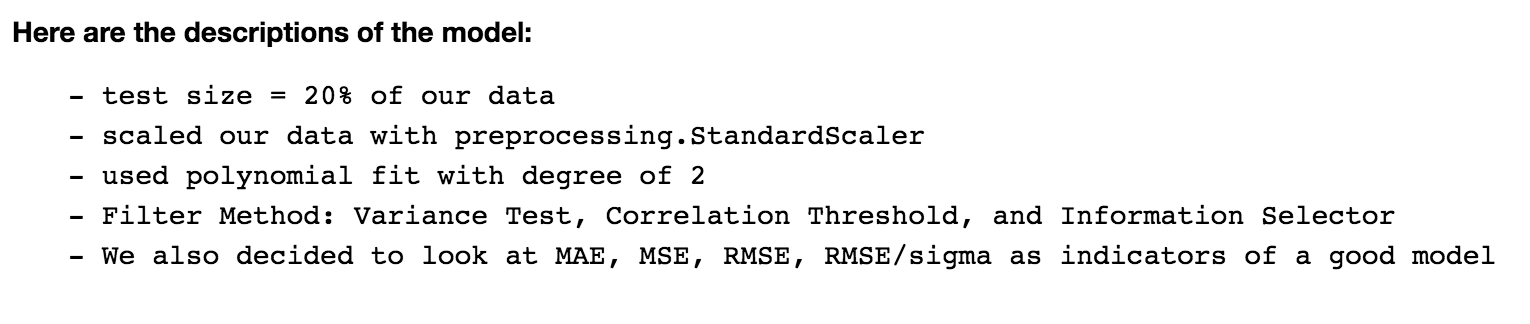 Here are the descriptions of the model:
- test size = 20% of our data
- scaled our data with preprocessing.StandardScaler
- used polynomial fit with degree of 2
- Filter Method: Variance Test, Correlation Threshold, and Information Selector
- We also decided to look at MAE, MSE, RMSE, RMSE/sigma as indicators of a good model